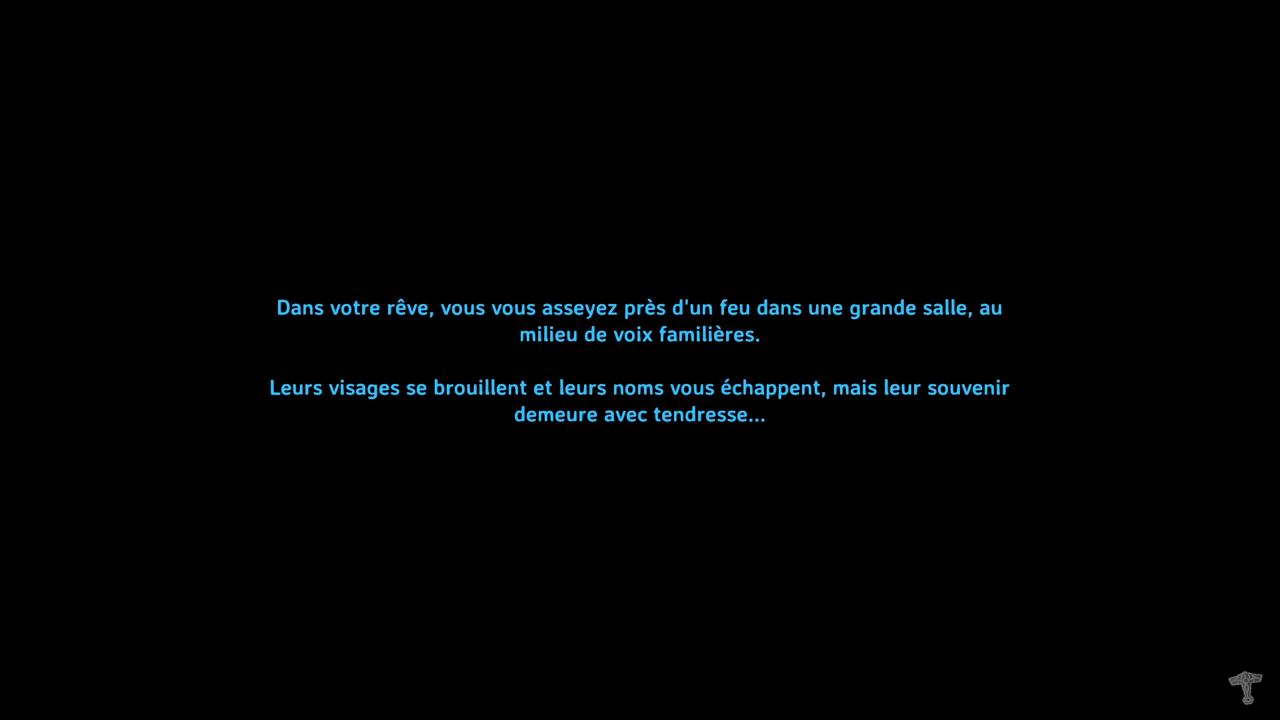 Dans votre rêve, vous vous asseyez près d'un feu dans une grande salle, au
milieu de voix familières.
Leurs visages se brouillent et leurs noms vous échappent, mais leur souvenir
demeure avec tendresse...